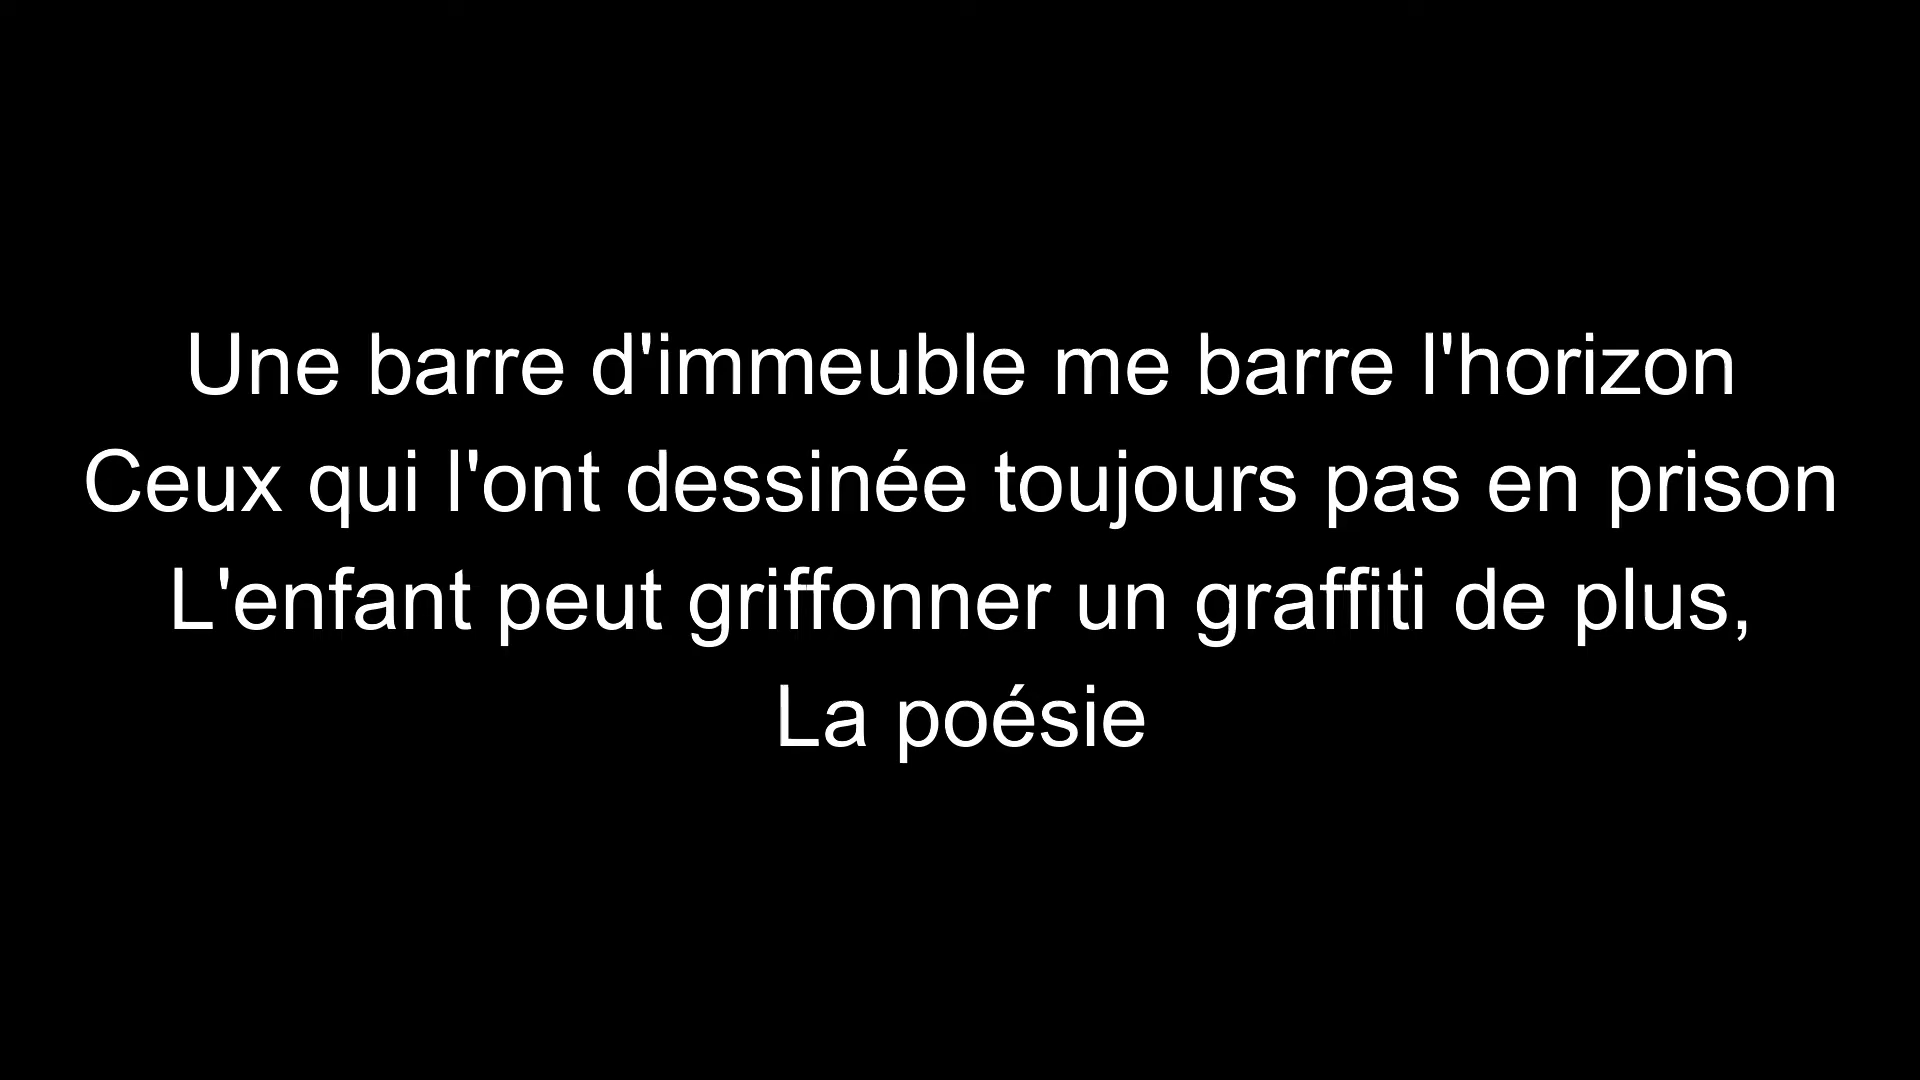 Une barre d'immeuble me barre l'horizon
Ceux qui l'ont dessinée toujours pas en prison
L'enfant peut griffonner un graffiti de plus,
La poésie